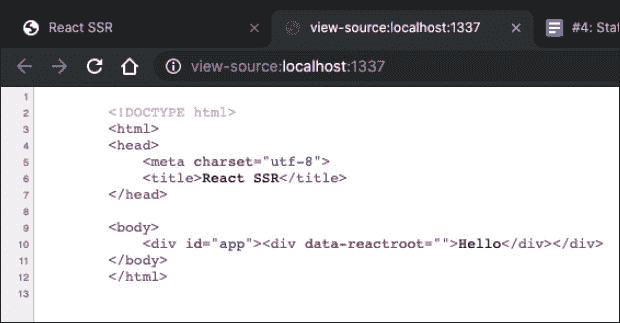 React SSR
view-source:localhost:1337
#4: Stat
view-source:localhost:1337
1
2 <!DOCTYPE html>
3 <html>
4 <head>
5 <meta charset="utf-8">
6 <title>React SSR</title>
7 </head>
8
9 <body>
10 <div id="app"><div data-reactroot="">Hello</div></div>
11 </body>
12 </html>
13